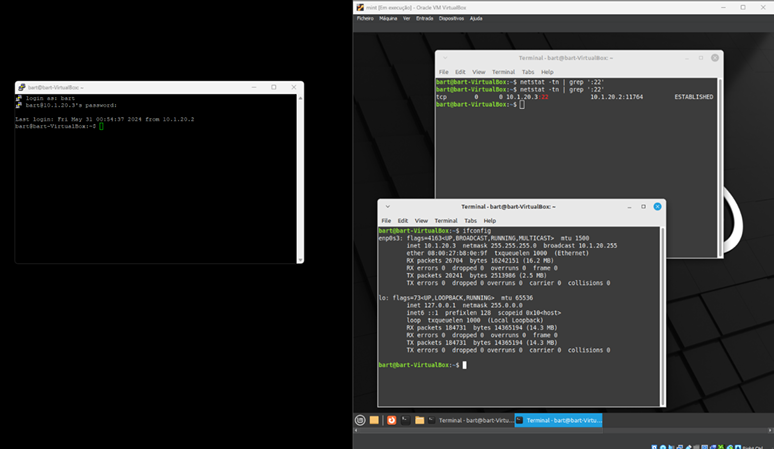 mint [Em execução] - Oracle VM VirtualBox
Ficheiro Máquina Ver Entrada Dispositivos Ajuda
bart@bart-VirtualBox: ~
login as: bart
bart@10.1.20.3's password:
Last login: Fri May 31 00:54:37 2024 from 10.1.20.2
bart@bart-VirtualBox:~$
Terminal - bart@bart-VirtualBox: ~
File Edit View Terminal Tabs Help
bart@bart-VirtualBox:~$ netstat -tn | grep ':22'
bart@bart-VirtualBox:~$ netstat -tn | grep ':22'
tcp 0 0 10.1.20.3:22 10.1.20.2:11764 ESTABLISHED
bart@bart-VirtualBox:~$
Terminal - bart@bart-VirtualBox: ~
File Edit View Terminal Tabs Help
bart@bart-VirtualBox:~$ ifconfig
enp0s3: flags=4163<UP,BROADCAST,RUNNING,MULTICAST> mtu 1500
inet 10.1.20.3 netmask 255.255.255.0 broadcast 10.1.20.255
ether 08:00:27:b8:0e:9f txqueuelen 1000 (Ethernet)
RX packets 26704 bytes 16242151 (16.2 MB)
RX errors 0 dropped 0 overruns 0 frame 0
TX packets 20241 bytes 2513986 (2.5 MB)
TX errors 0 dropped 0 overruns 0 carrier 0 collisions 0
lo: flags=73<UP,LOOPBACK,RUNNING> mtu 65536
inet 127.0.0.1 netmask 255.0.0.0
inet6 ::1 prefixlen 128 scopeid 0x10<host>
loop txqueuelen 1000 (Local Loopback)
RX packets 184731 bytes 14365194 (14.3 MB)
RX errors 0 dropped 0 overruns 0 frame 0
TX packets 184731 bytes 14365194 (14.3 MB)
TX errors 0 dropped 0 overruns 0 carrier 0 collisions 0
bart@bart-VirtualBox:~$
Terminal - bart@bart-Virtu... Terminal - bart@bart-Virtu...